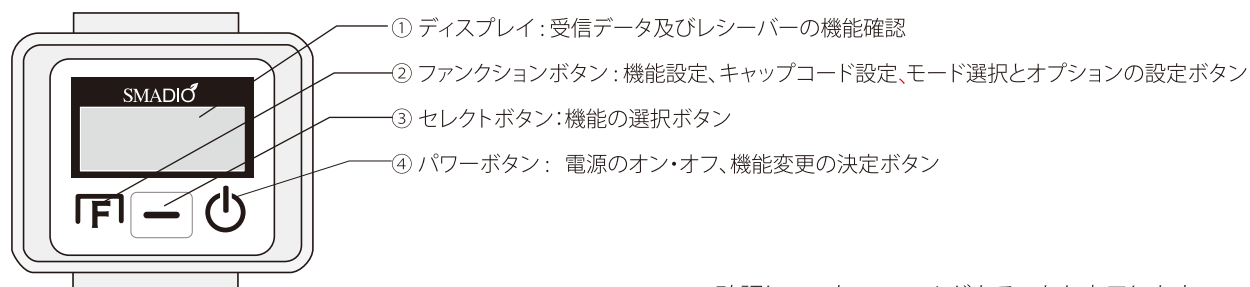 ① ディスプレイ : 受信データ及びレシーバーの機能確認
② ファンクションボタン : 機能設定、キャップコード設定、モード選択とオプションの設定ボタン
SMADIO
③ セレクトボタン : 機能の選択ボタン
④ パワーボタン : 電源のオン・オフ、機能変更の決定ボタン
F